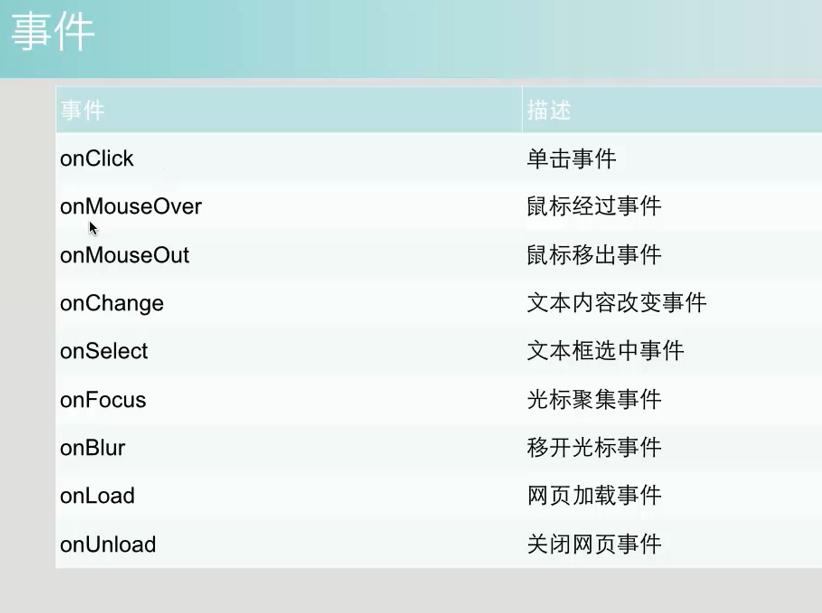 事件
事件 描述
onClick 单击事件
onMouseOver 鼠标经过事件
onMouseOut 鼠标移出事件
onChange 文本内容改变事件
onSelect 文本框选中事件
onFocus 光标聚集事件
onBlur 移开光标事件
onLoad 网页加载事件
onUnload 关闭网页事件